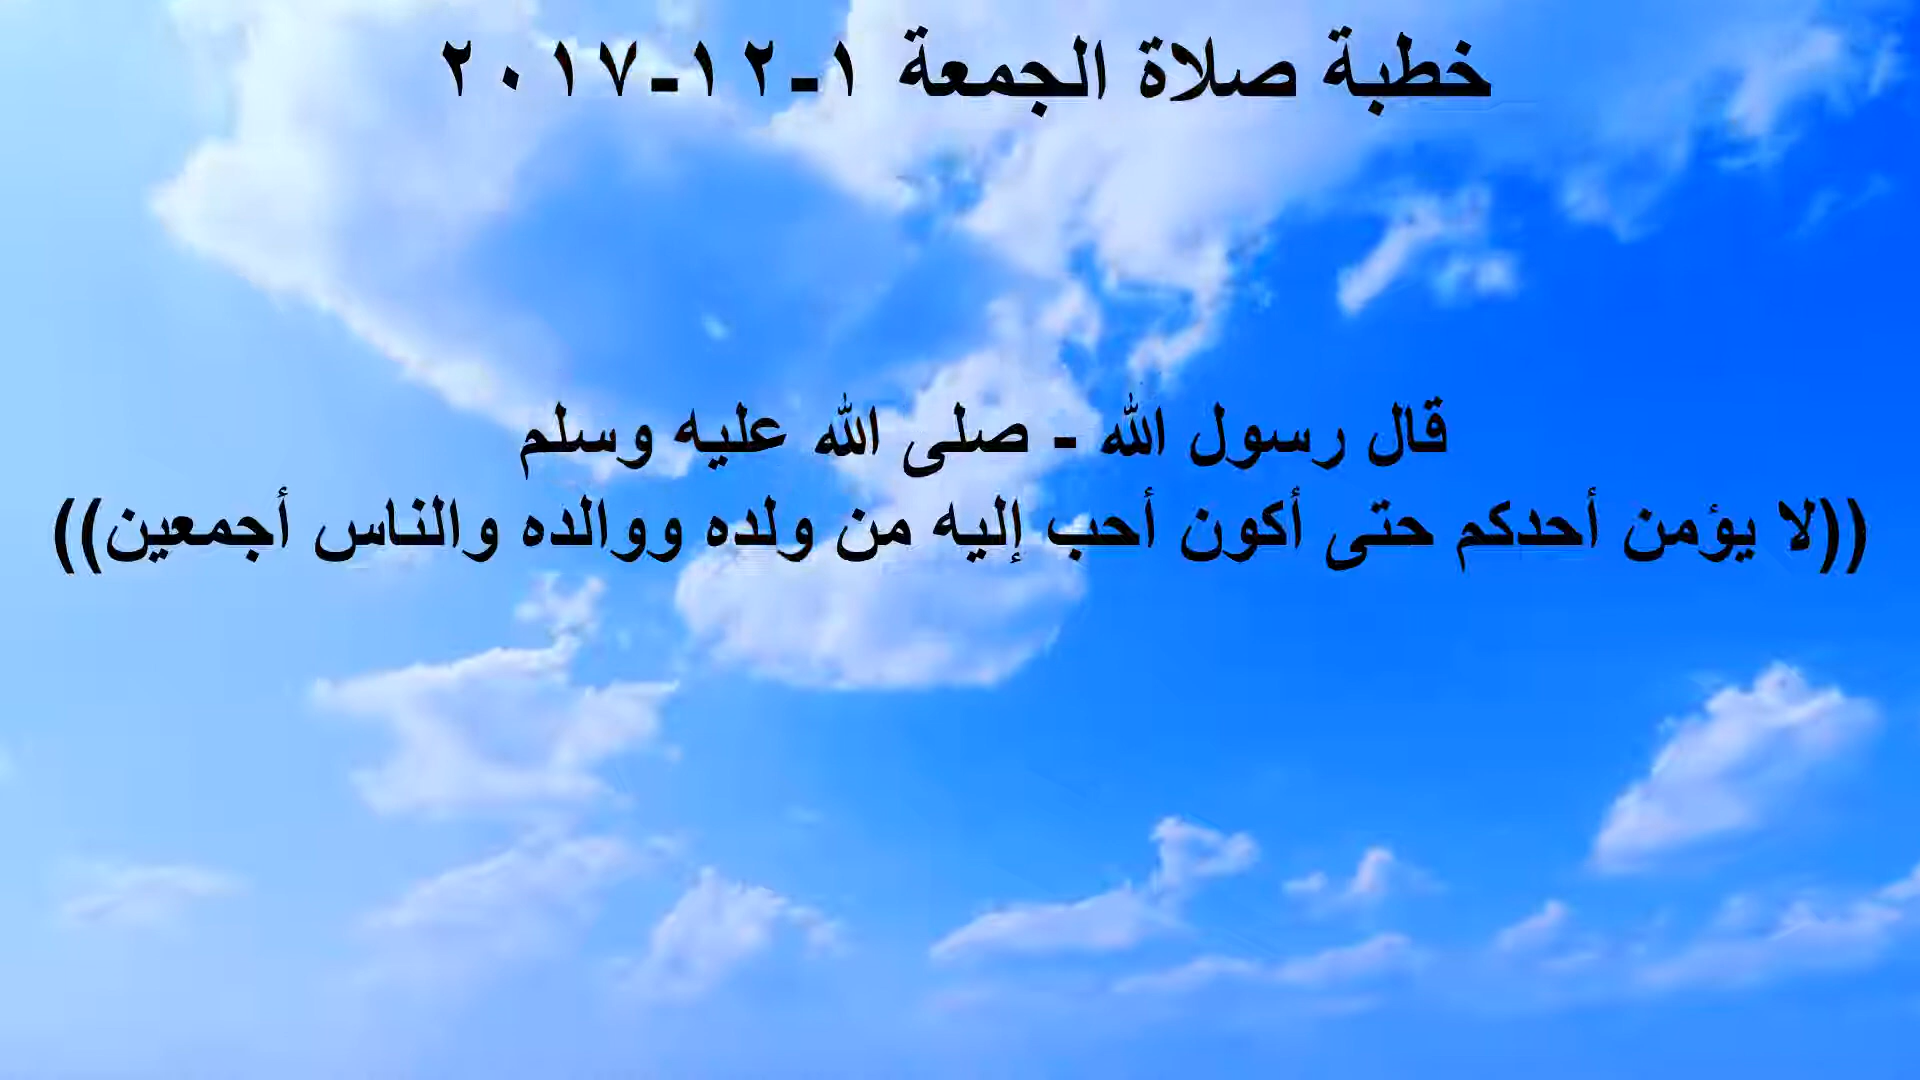 خطبة صلاة الجمعة ١-١٢-٢٠١٧
قال رسول الله - صلى الله عليه وسلم
((لا يؤمن أحدكم حتى أكون أحب إليه من ولده ووالده والناس أجمعين))